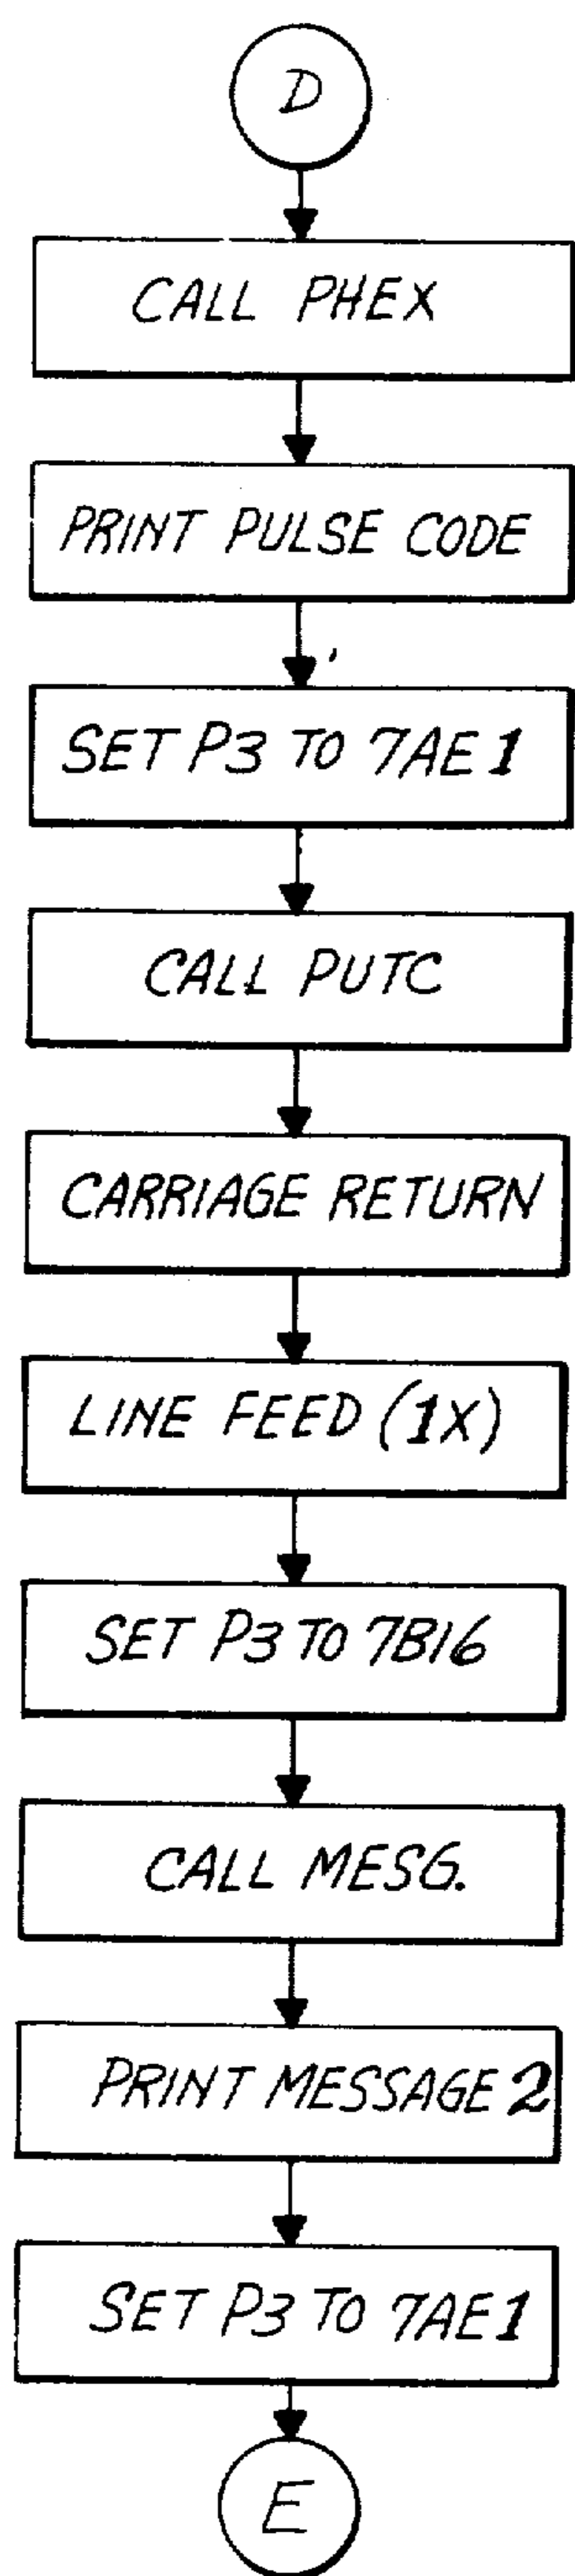 D
CALL PHEX
PRINT PULSE CODE
SET P3 TO 7AE1
CALL PUTC
CARRIAGE RETURN
LINE FEED (1X)
SET P3 TO 7B16
CALL MESG.
PRINT MESSAGE 2
SET P3 TO 7AE1
E